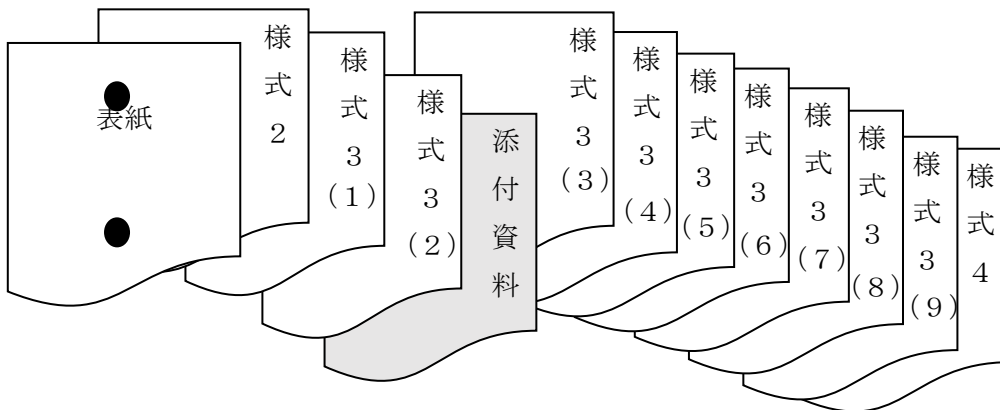 表紙
様式２
様式３（１）
様式３（２）
添付資料
様式３（３）
様式３（４）
様式３（５）
様式３（６）
様式３（７）
様式３（８）
様式３（９）
様式４